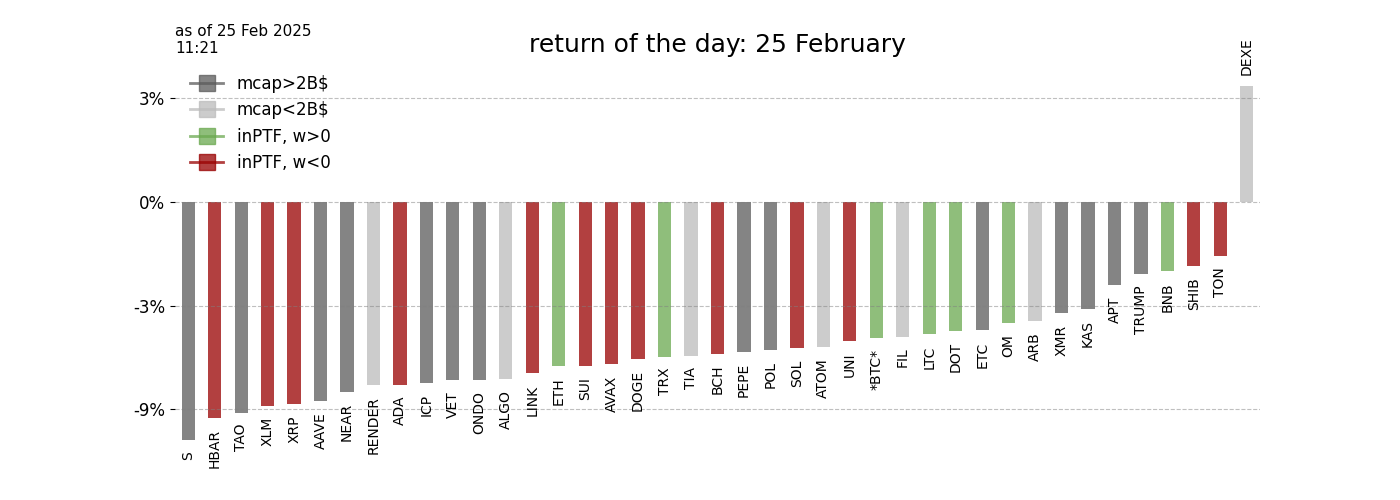 as of 25 Feb 2025
11:21
return of the day: 25 February
mcap>2B$
mcap<2B$
inPTF, w>0
inPTF, w<0
3%
0%
-3%
-9%
S
HBAR
TAO
XLM
XRP
AAVE
NEAR
RENDER
ADA
ICP
VET
ONDO
ALGO
LINK
ETH
SUI
AVAX
DOGE
TRX
TIA
BCH
PEPE
POL
SOL
ATOM
UNI
*BTC*
FIL
LTC
DOT
ETC
OM
ARB
XMR
KAS
APT
TRUMP
BNB
SHIB
TON
DEXE